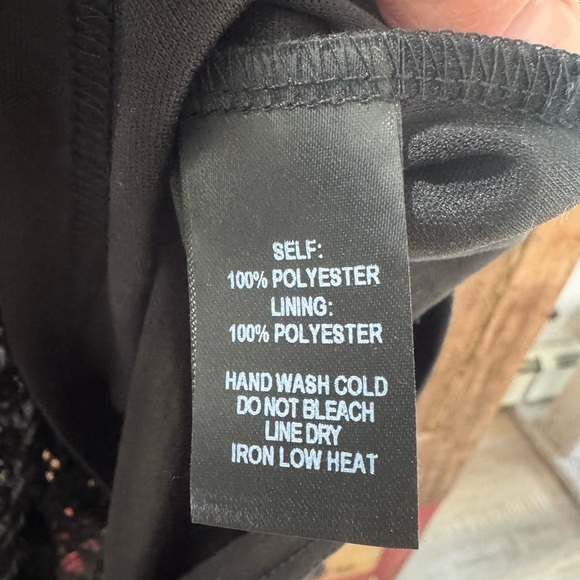 SELF:
100% POLYESTER
LINING:
100% POLYESTER
HAND WASH COLD
DO NOT BLEACH
LINE DRY
IRON LOW HEAT